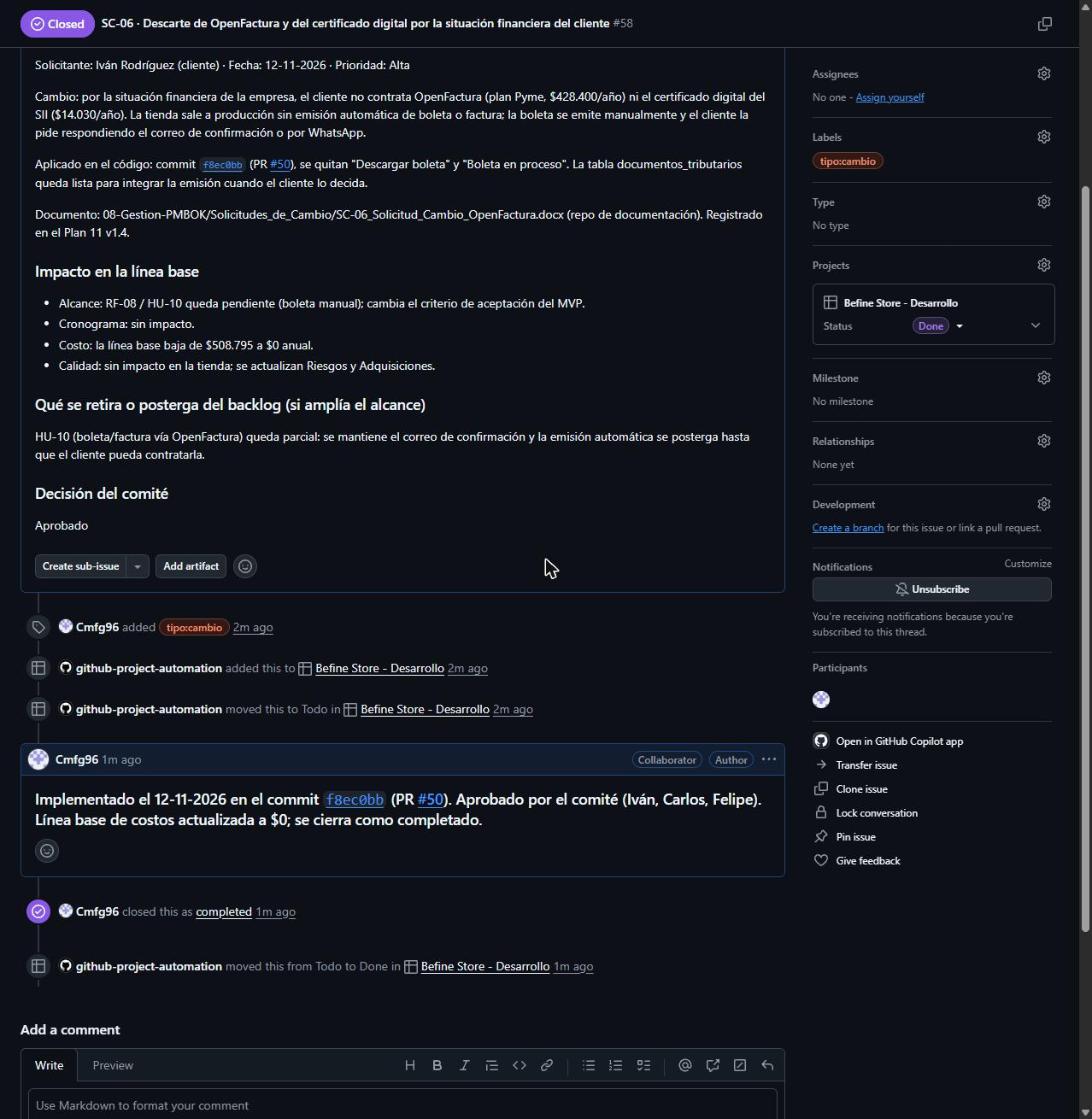 Closed SC-06 · Descarte de OpenFactura y del certificado digital por la situación financiera del cliente #58
Solicitante: Iván Rodríguez (cliente) · Fecha: 12-11-2026 · Prioridad: Alta
Cambio: por la situación financiera de la empresa, el cliente no contrata OpenFactura (plan Pyme, $428.400/año) ni el certificado digital del
SII ($14.030/año). La tienda sale a producción sin emisión automática de boleta o factura; la boleta se emite manualmente y el cliente la
pide respondiendo el correo de confirmación o por WhatsApp.
Aplicado en el código: commit f8ec0bb (PR #50), se quitan "Descargar boleta" y "Boleta en proceso". La tabla documentos_tributarios
queda lista para integrar la emisión cuando el cliente lo decida.
Documento: 08-Gestion-PMBOK/Solicitudes_de_Cambio/SC-06_Solicitud_Cambio_OpenFactura.docx (repo de documentación). Registrado
en el Plan 11 v1.4.
Impacto en la línea base
• Alcance: RF-08 / HU-10 queda pendiente (boleta manual); cambia el criterio de aceptación del MVP.
• Cronograma: sin impacto.
• Costo: la línea base baja de $508.795 a $0 anual.
• Calidad: sin impacto en la tienda; se actualizan Riesgos y Adquisiciones.
Qué se retira o posterga del backlog (si amplía el alcance)
HU-10 (boleta/factura vía OpenFactura) queda parcial: se mantiene el correo de confirmación y la emisión automática se posterga hasta
que el cliente pueda contratarla.
Decisión del comité
Aprobado
Create sub-issue Add artifact
Cmfg96 added tipo:cambio 2m ago
github-project-automation added this to Befine Store - Desarrollo 2m ago
github-project-automation moved this to Todo in Befine Store - Desarrollo 2m ago
Cmfg96 1m ago Collaborator Author
Implementado el 12-11-2026 en el commit f8ec0bb (PR #50). Aprobado por el comité (Iván, Carlos, Felipe).
Línea base de costos actualizada a $0; se cierra como completado.
Cmfg96 closed this as completed 1m ago
github-project-automation moved this from Todo to Done in Befine Store - Desarrollo 1m ago
Add a comment
Write Preview
Use Markdown to format your comment
Assignees
No one - Assign yourself
Labels
tipo:cambio
Type
No type
Projects
Befine Store - Desarrollo
Status Done
Milestone
No milestone
Relationships
None yet
Development
Create a branch for this issue or link a pull request.
Notifications Customize
Unsubscribe
You're receiving notifications because you're
subscribed to this thread.
Participants
Open in GitHub Copilot app
Transfer issue
Clone issue
Lock conversation
Pin issue
Give feedback